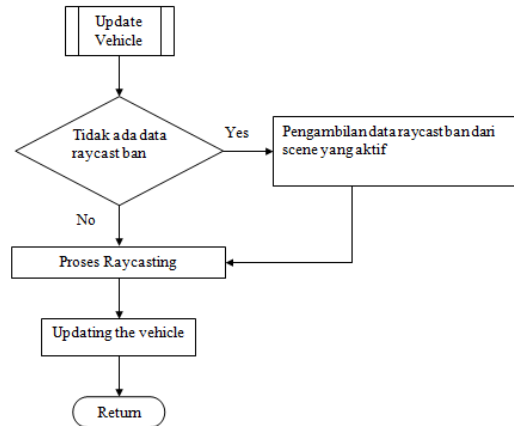 Update
Vehicle
Tidak ada data
raycast ban
Yes
Pengambilan data raycast ban dari
scene yang aktif
No
Proses Raycasting
Updating the vehicle
Return